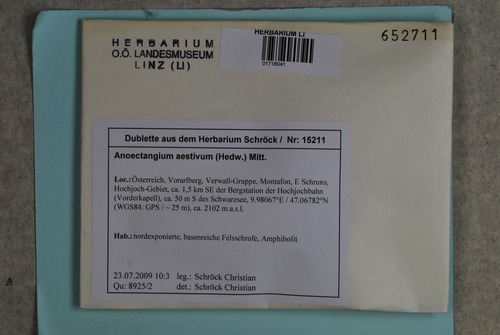 HERBARIUM
O.Ö. LANDESMUSEUM
LINZ (LI)
HERBARIUM LI
01718041
652711
Dublette aus dem Herbarium Schröck / Nr: 15211
Anoectangium aestivum (Hedw.) Mitt.
Loc.: Österreich, Vorarlberg, Verwall-Gruppe, Montafon, E Schruns,
Hochjoch-Gebiet, ca. 1,5 km SE der Bergstation der Hochjochbahn
(Vorderkapell), ca. 50 m S des Schwarzsee, 9.98067°E / 47.06782°N
(WGS84: GPS / ~ 25 m), ca. 2102 m.a.s.l.
Hab.: nordexponierte, basenreiche Felsschrofe, Amphibolit
23.07.2009 10:3 leg.: Schröck Christian
Qu: 8925/2 det.: Schröck Christian